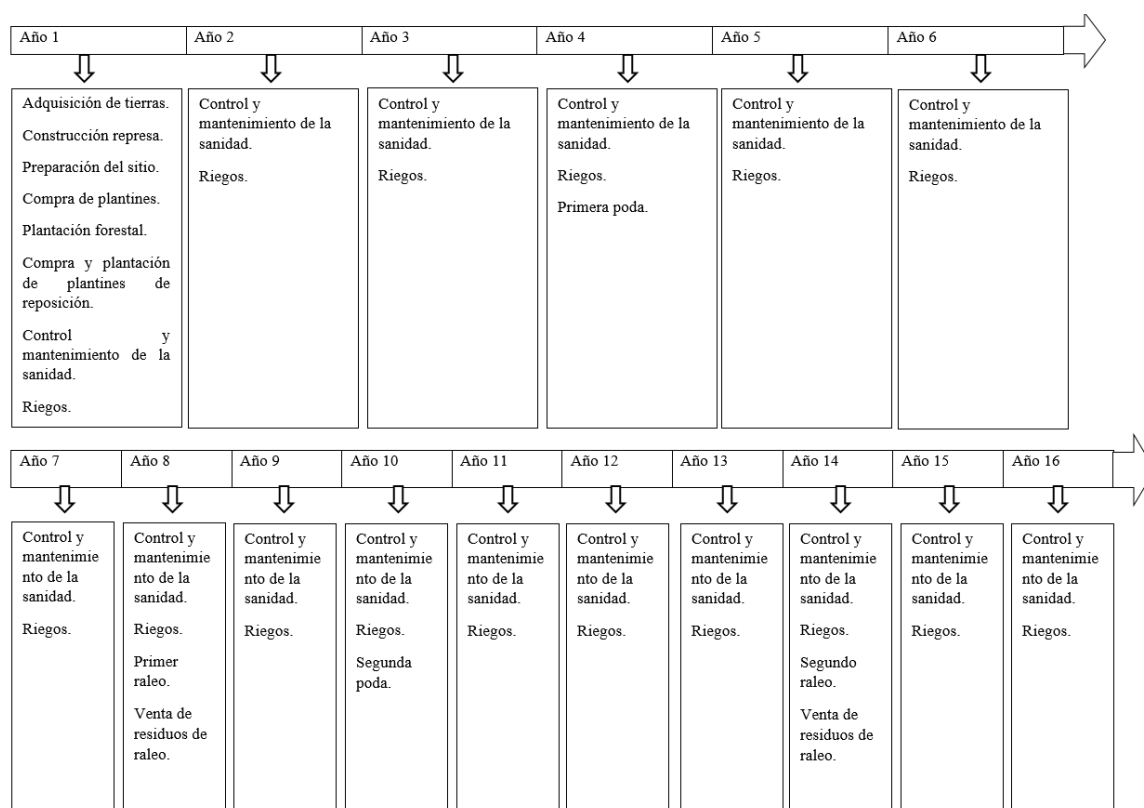 Año 1
Año 2
Año 3
Año 4
Año 5
Año 6
Adquisición de tierras.
Construcción represa.
Preparación del sitio.
Compra de plantines.
Plantación forestal.
Compra y plantación
de plantines de
reposición.
Control y
mantenimiento de la
sanidad.
Riegos.
Control y
mantenimiento de la
sanidad.
Riegos.
Control y
mantenimiento de la
sanidad.
Riegos.
Control y
mantenimiento de la
sanidad.
Riegos.
Primera poda.
Control y
mantenimiento de la
sanidad.
Riegos.
Control y
mantenimiento de la
sanidad.
Riegos.
Año 7
Año 8
Año 9
Año 10
Año 11
Año 12
Año 13
Año 14
Año 15
Año 16
Control y
mantenimie
nto de la
sanidad.
Riegos.
Control y
mantenimie
nto de la
sanidad.
Riegos.
Primer
raleo.
Venta de
residuos de
raleo.
Control y
mantenimie
nto de la
sanidad.
Riegos.
Control y
mantenimie
nto de la
sanidad.
Riegos.
Segunda
poda.
Control y
mantenimie
nto de la
sanidad.
Riegos.
Control y
mantenimie
nto de la
sanidad.
Riegos.
Control y
mantenimie
nto de la
sanidad.
Riegos.
Control y
mantenimie
nto de la
sanidad.
Riegos.
Segundo
raleo.
Venta de
residuos de
raleo.
Control y
mantenimie
nto de la
sanidad.
Riegos.
Control y
mantenimie
nto de la
sanidad.
Riegos.